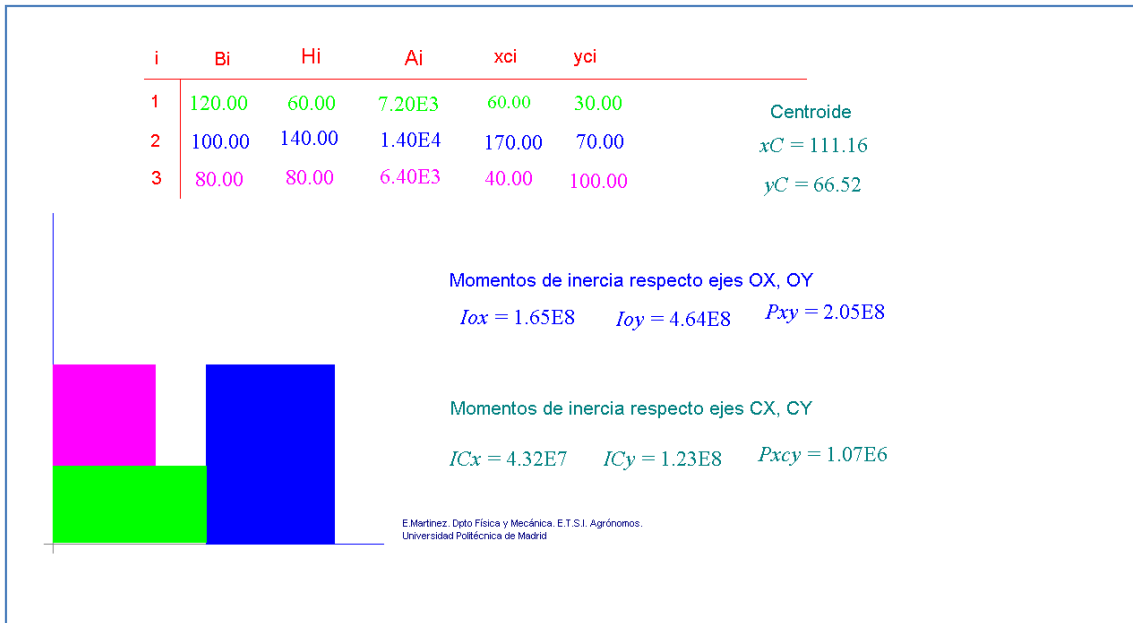 i Bi Hi Ai xci yci
1 120.00 60.00 7.20E3 60.00 30.00
2 100.00 140.00 1.40E4 170.00 70.00
3 80.00 80.00 6.40E3 40.00 100.00
Centroide
xC = 111.16
yC = 66.52
Momentos de inercia respecto ejes OX, OY
Iox = 1.65E8 Ioy = 4.64E8 Pxy = 2.05E8
Momentos de inercia respecto ejes CX, CY
ICx = 4.32E7 ICy = 1.23E8 Pxcy = 1.07E6
E.Martinez. Dpto Física y Mecánica. E.T.S.I. Agrónomos.
Universidad Politécnica de Madrid